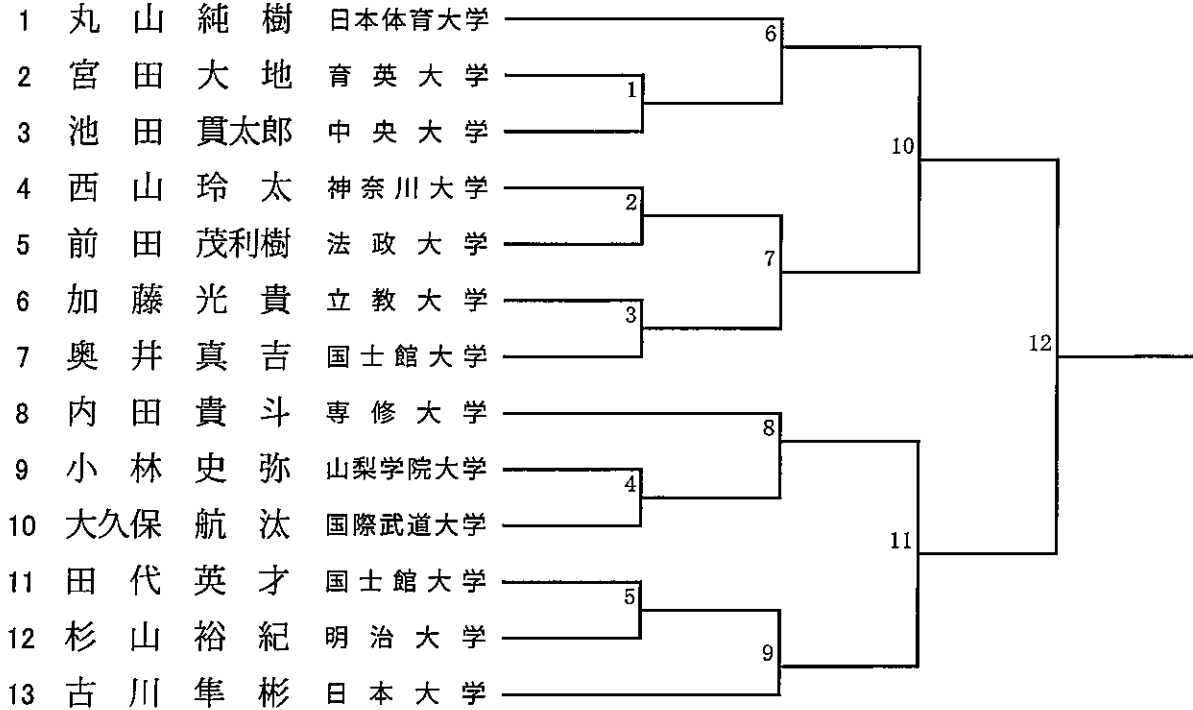 1 丸山純樹 日本体育大学
6
2 宮田大地 育英大学
1
3 池田貫太郎 中央大学
10
4 西山玲太 神奈川大学
2
5 前田茂利樹 法政大学
7
6 加藤光貴 立教大学
3
7 奥井真吉 国士館大学
12
8 内田貴斗 専修大学
8
9 小林史弥 山梨学院大学
4
10 大久保航汰 国際武道大学
11
11 田代英才 国士館大学
5
12 杉山裕紀 明治大学
9
13 古川隼彬 日本大学